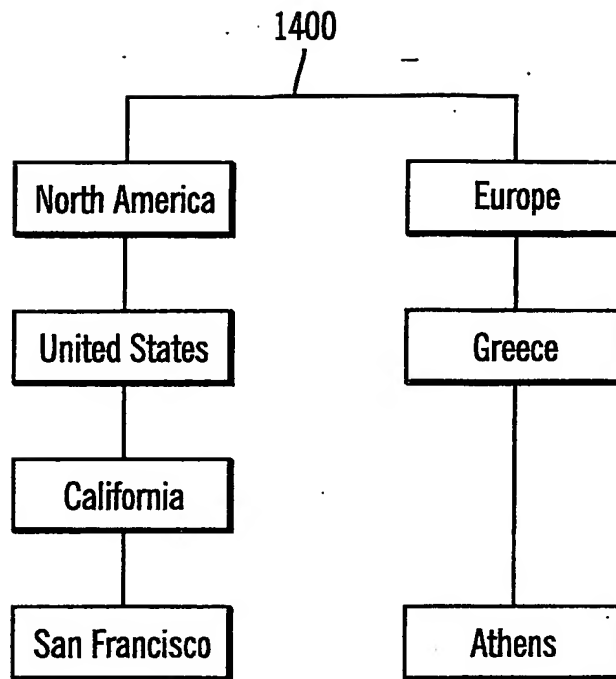 1400
North America
Europe
United States
Greece
California
San Francisco
Athens